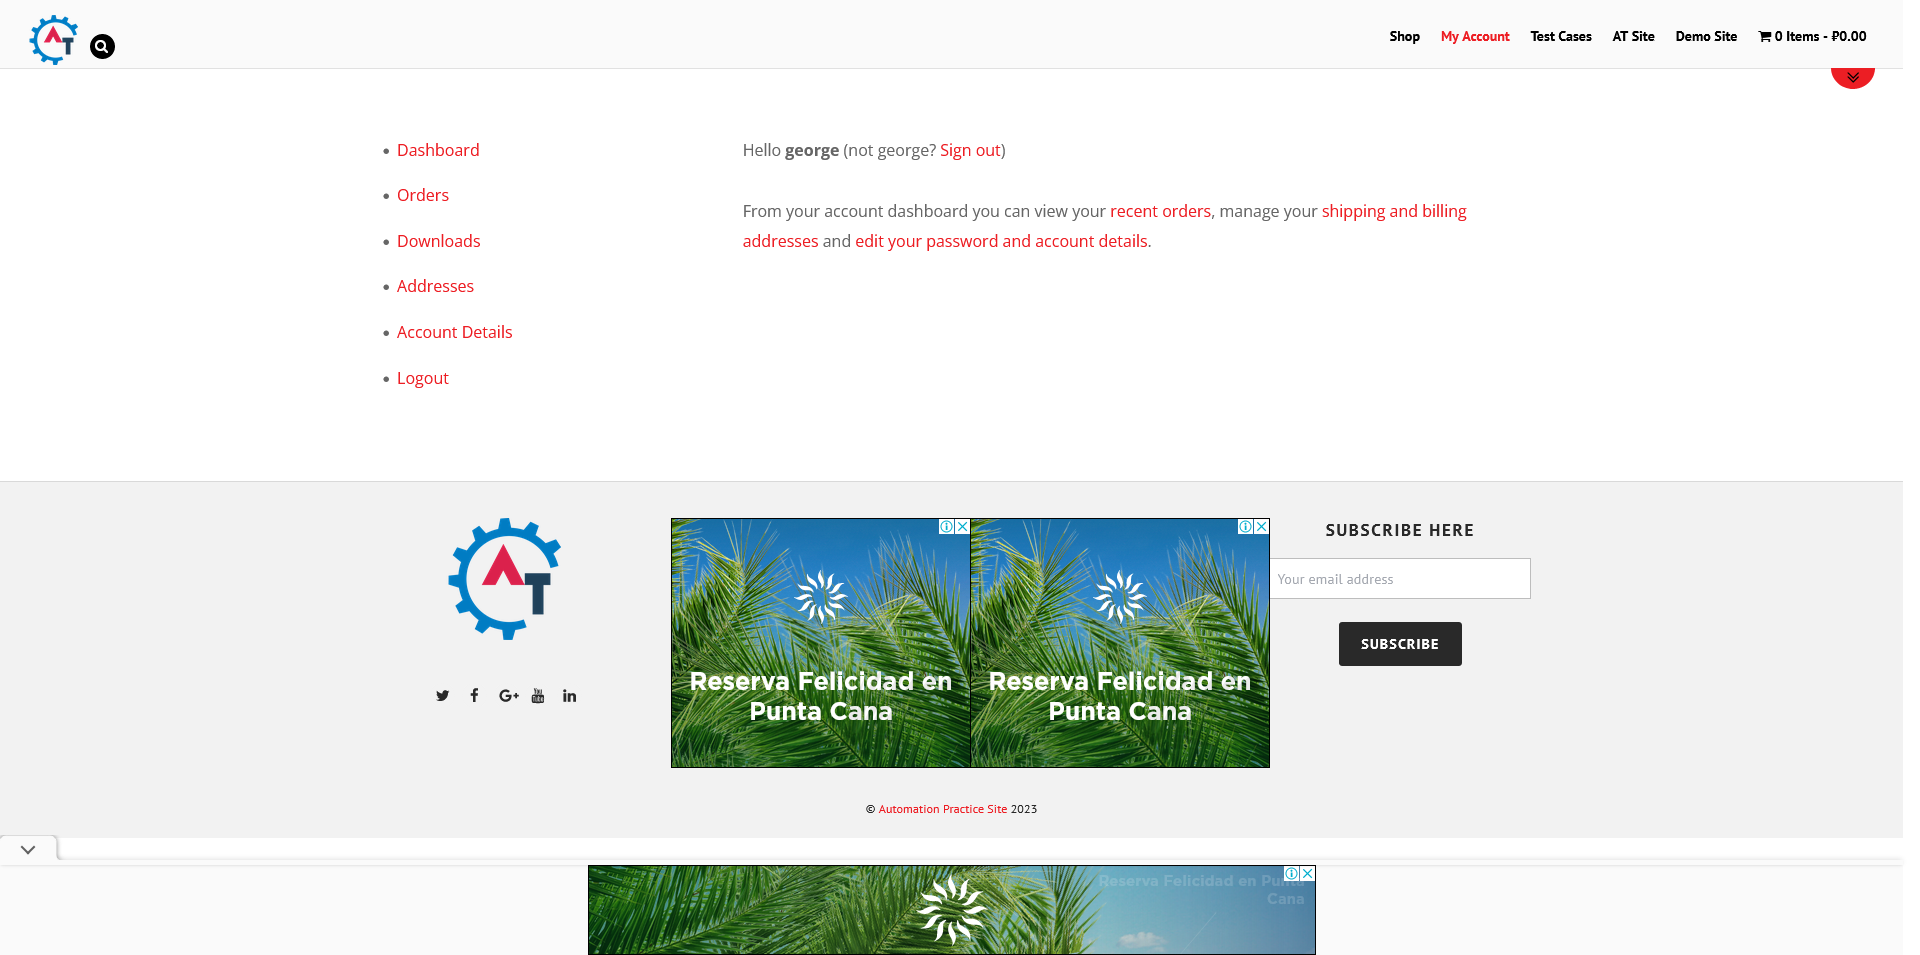 AT
Shop
My Account
Test Cases
AT Site
Demo Site
0 Items - ₽0.00
Dashboard
Orders
Downloads
Addresses
Account Details
Logout
Hello george (not george? Sign out)
From your account dashboard you can view your recent orders, manage your shipping and billing
addresses and edit your password and account details.
AT
Reserva Felicidad en
Punta Cana
Reserva Felicidad en
Punta Cana
SUBSCRIBE HERE
Your email address
SUBSCRIBE
© Automation Practice Site 2023
Reserva Felicidad en Punta
Cana